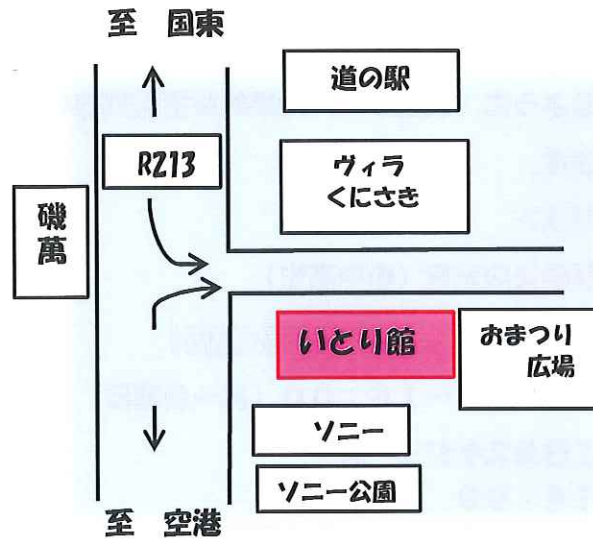 至 国東
道の駅
R213
ヴィラ
くにさき
磯
萬
いとり館
おまつり
広場
ソニー
ソニー公園
至 空港